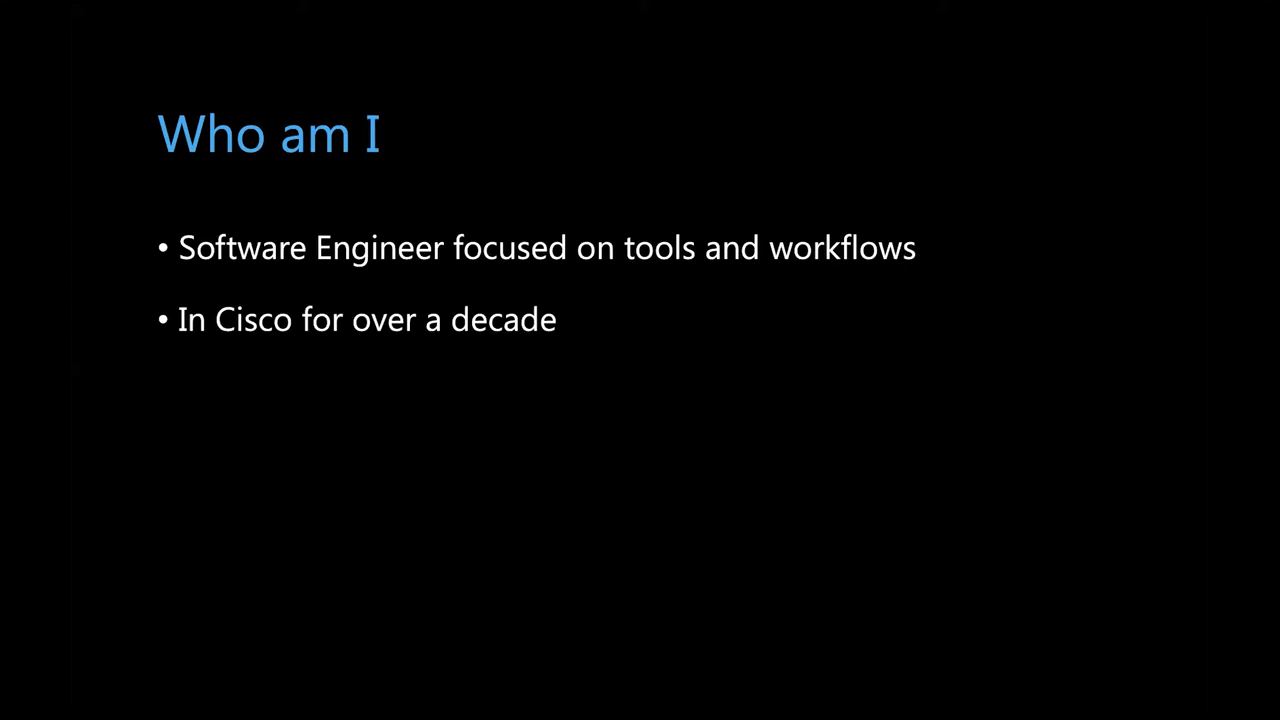 Who am I
• Software Engineer focused on tools and workflows
• In Cisco for over a decade